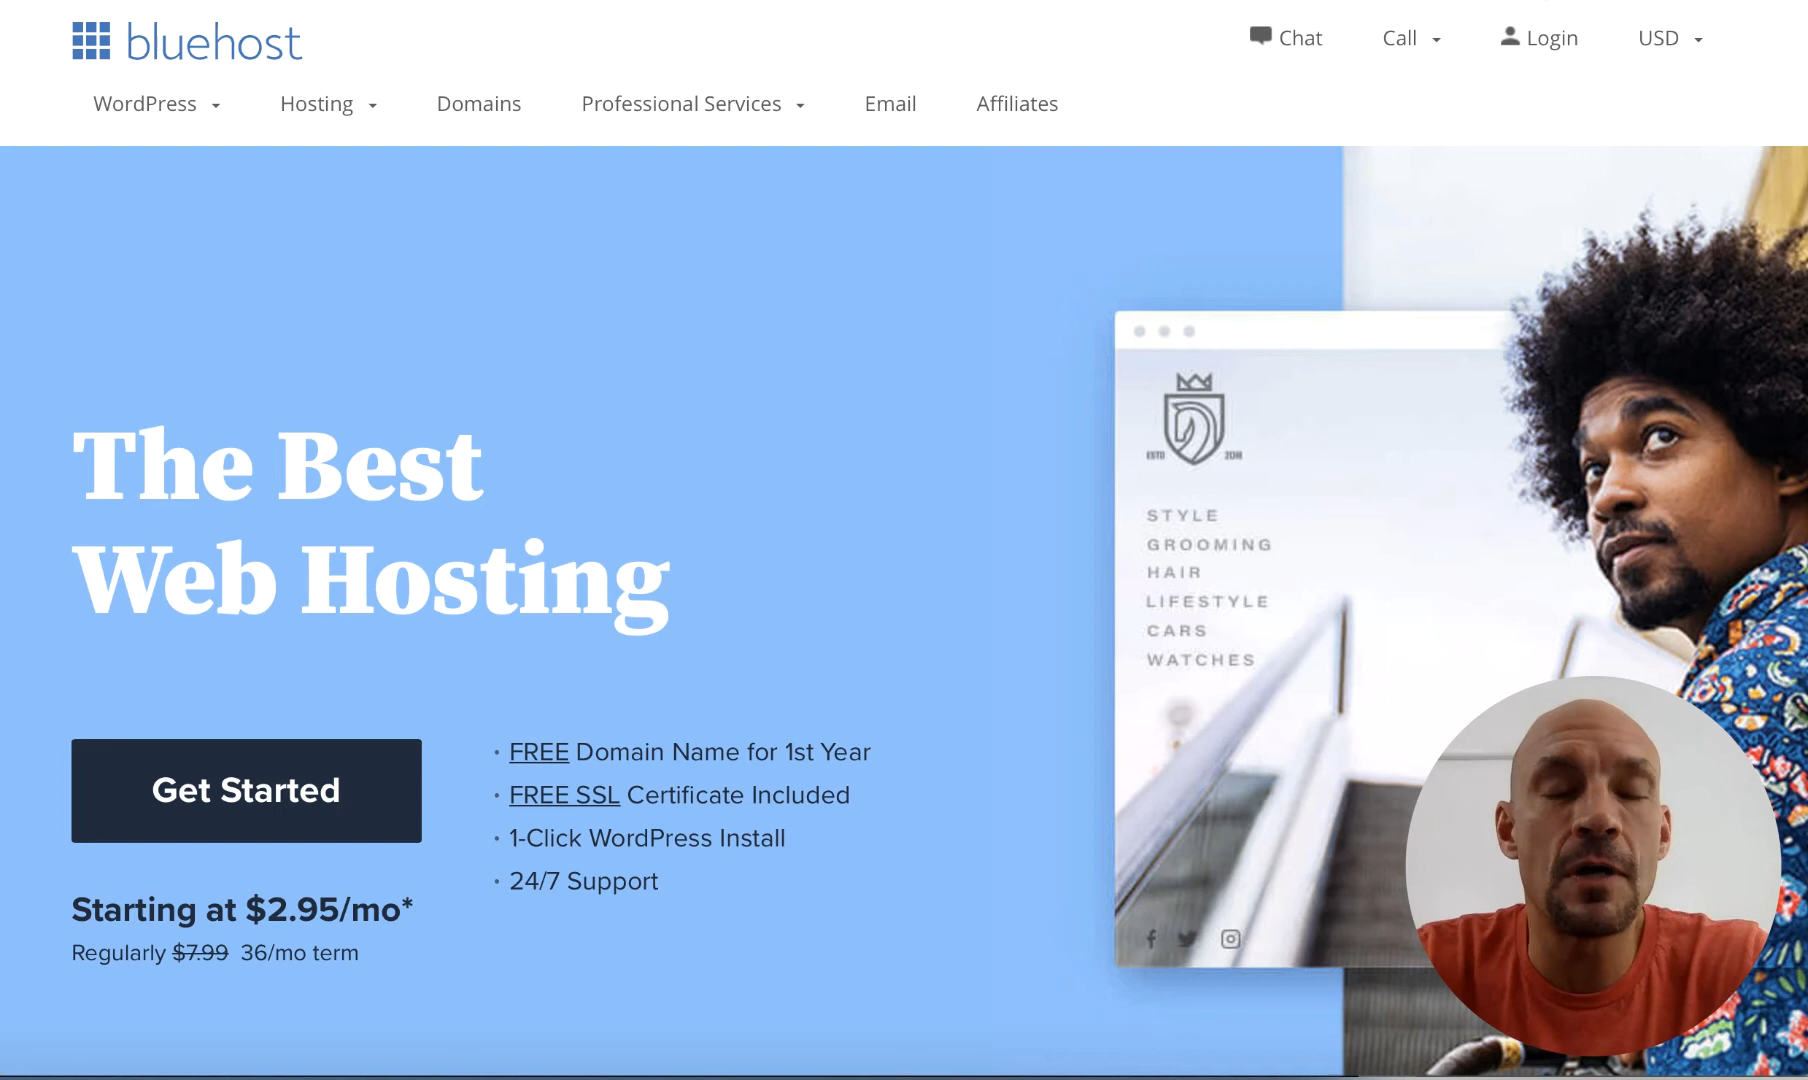 bluehost
Chat
Call
Login
USD
WordPress
Hosting
Domains
Professional Services
Email
Affiliates
The Best
Web Hosting
Get Started
Starting at $2.95/mo*
Regularly $7.99 36/mo term
· FREE Domain Name for 1st Year
· FREE SSL Certificate Included
· 1-Click WordPress Install
· 24/7 Support
ESTD 2018
STYLE
GROOMING
HAIR
LIFESTYLE
CARS
WATCHES